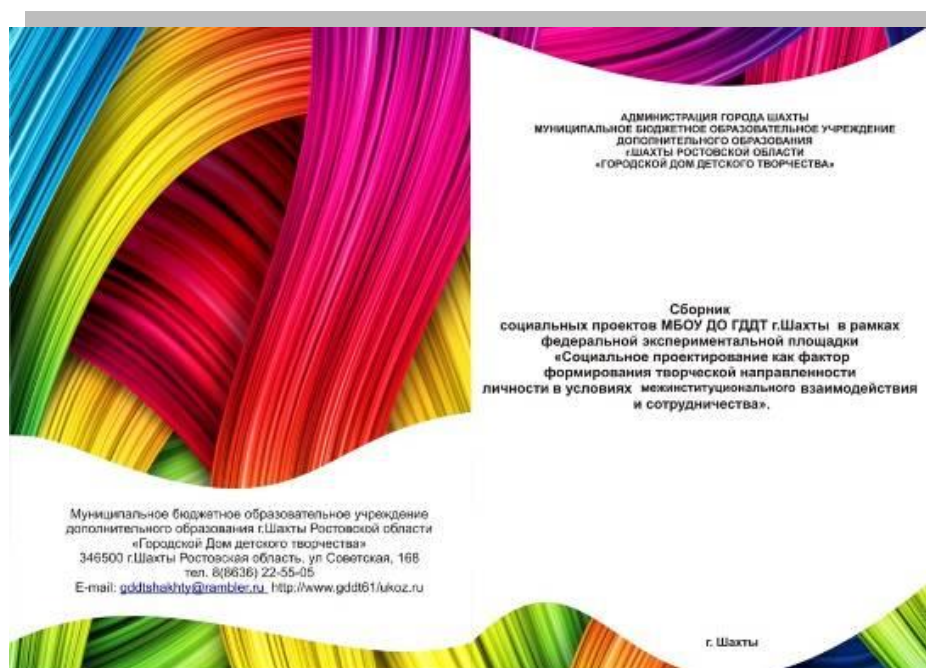 Муниципальное бюджетное образовательное учреждение
дополнительного образования г.Шахты Ростовской области
«Городской Дом детского творчества»
346500 г.Шахты Ростовская область, ул Советская, 168
тел. 8(8636) 22-55-05
E-mail: gddtshakhty@rambler.ru http://www.gddt61/ukoz.ru
АДМИНИСТРАЦИЯ ГОРОДА ШАХТЫ
МУНИЦИПАЛЬНОЕ БЮДЖЕТНОЕ ОБРАЗОВАТЕЛЬНОЕ УЧРЕЖДЕНИЕ
ДОПОЛНИТЕЛЬНОГО ОБРАЗОВАНИЯ
г.ШАХТЫ РОСТОВСКОЙ ОБЛАСТИ
«ГОРОДСКОЙ ДОМ ДЕТСКОГО ТВОРЧЕСТВА»
Сборник
социальных проектов МБОУ ДО ГДДТ г.Шахты в рамках
федеральной экспериментальной площадки
«Социальное проектирование как фактор
формирования творческой направленности
личности в условиях межинституционального взаимодействия
и сотрудничества».
г. Шахты